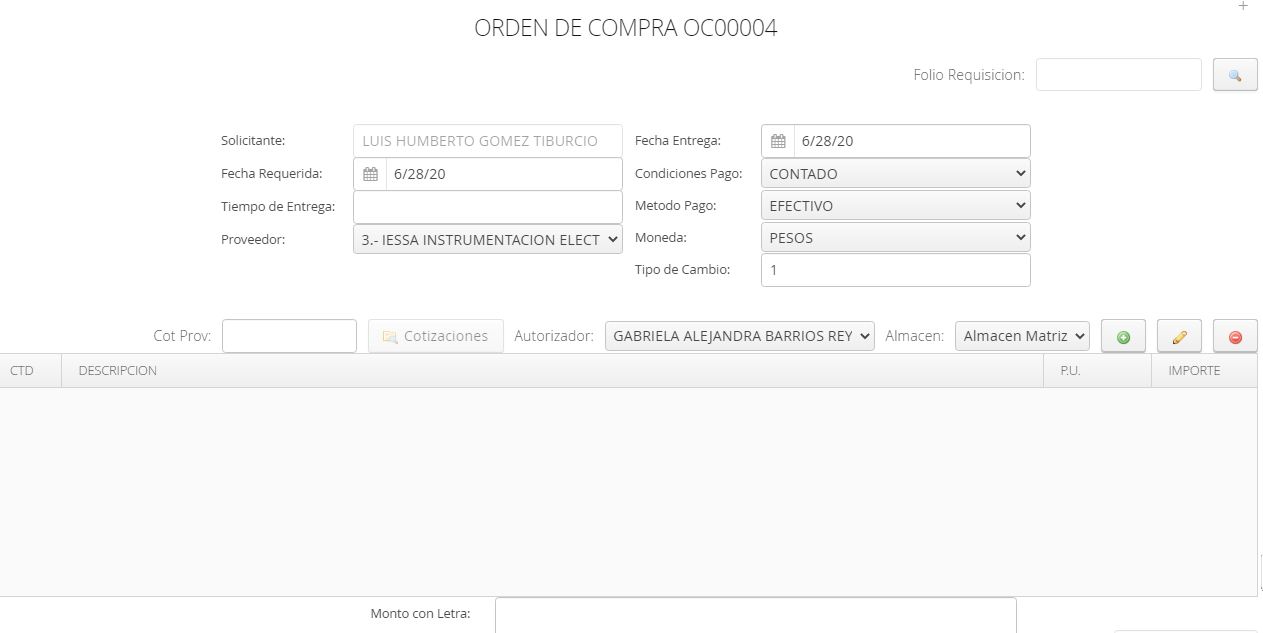 ORDEN DE COMPRA OC00004
Folio Requisicion:
Solicitante: LUIS HUMBERTO GOMEZ TIBURCIO Fecha Entrega: 6/28/20
Fecha Requerida: 6/28/20 Condiciones Pago: CONTADO
Tiempo de Entrega: Metodo Pago: EFECTIVO
Proveedor: 3.- IESSA INSTRUMENTACION ELECT Moneda: PESOS
Tipo de Cambio: 1
Cot Prov: Cotizaciones Autorizador: GABRIELA ALEJANDRA BARRIOS REY Almacen: Almacen Matriz
CTD DESCRIPCION P.U. IMPORTE
Monto con Letra: